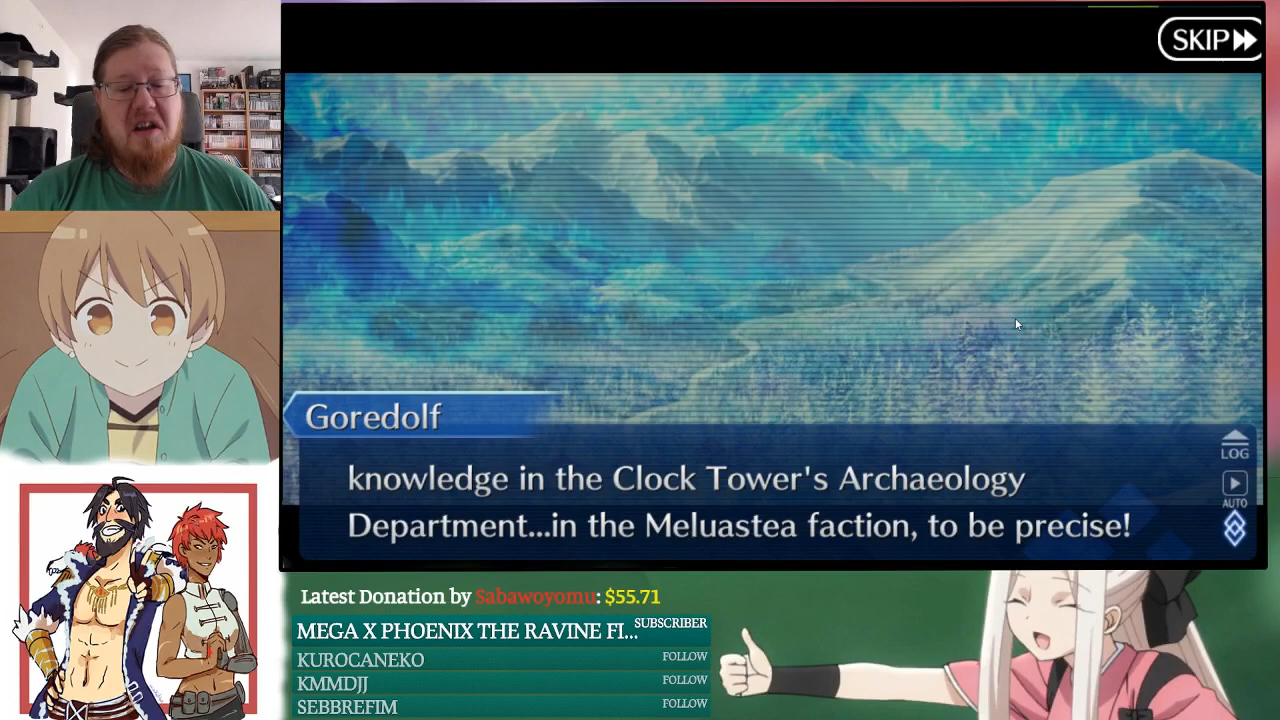 SKIP
Goredolf
knowledge in the Clock Tower's Archaeology
Department...in the Meluastea faction, to be precise!
LOG
AUTO
Latest Donation by Sabawoyomu: $55.71
MEGA X PHOENIX THE RAVINE FI... SUBSCRIBER
KUROCANEKO FOLLOW
KMMDJJ FOLLOW
SEBBREFIM FOLLOW